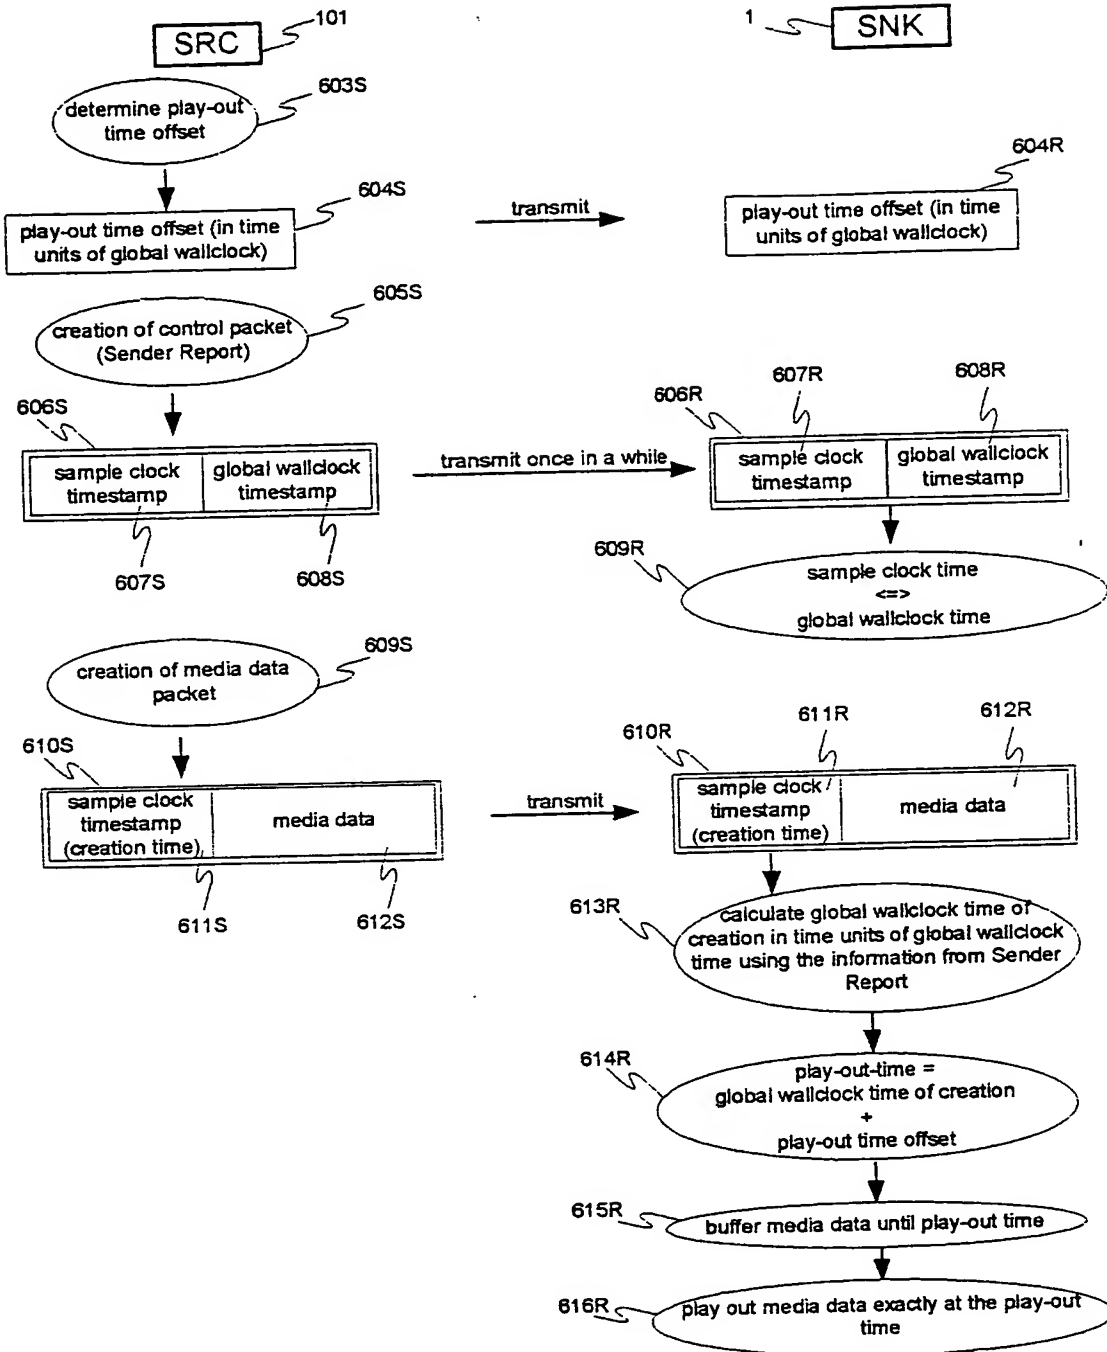 101
SRC
1
SNK
603S
determine play-out
time offset
604S
play-out time offset (in time
units of global wallclock)
transmit
604R
play-out time offset (in time
units of global wallclock)
605S
creation of control packet
(Sender Report)
606S
sample clock
timestamp
global wallclock
timestamp
607S
608S
transmit once in a while
606R
607R
608R
sample clock
timestamp
global wallclock
timestamp
609R
sample clock time
<=>
global wallclock time
609S
creation of media data
packet
610S
sample clock
timestamp
(creation time)
media data
611S
612S
transmit
610R
611R
612R
sample clock
timestamp
(creation time)
media data
613R
calculate global wallclock time of
creation in time units of global wallclock
time using the information from Sender
Report
614R
play-out-time =
global wallclock time of creation
+
play-out time offset
615R
buffer media data until play-out time
616R
play out media data exactly at the play-out
time